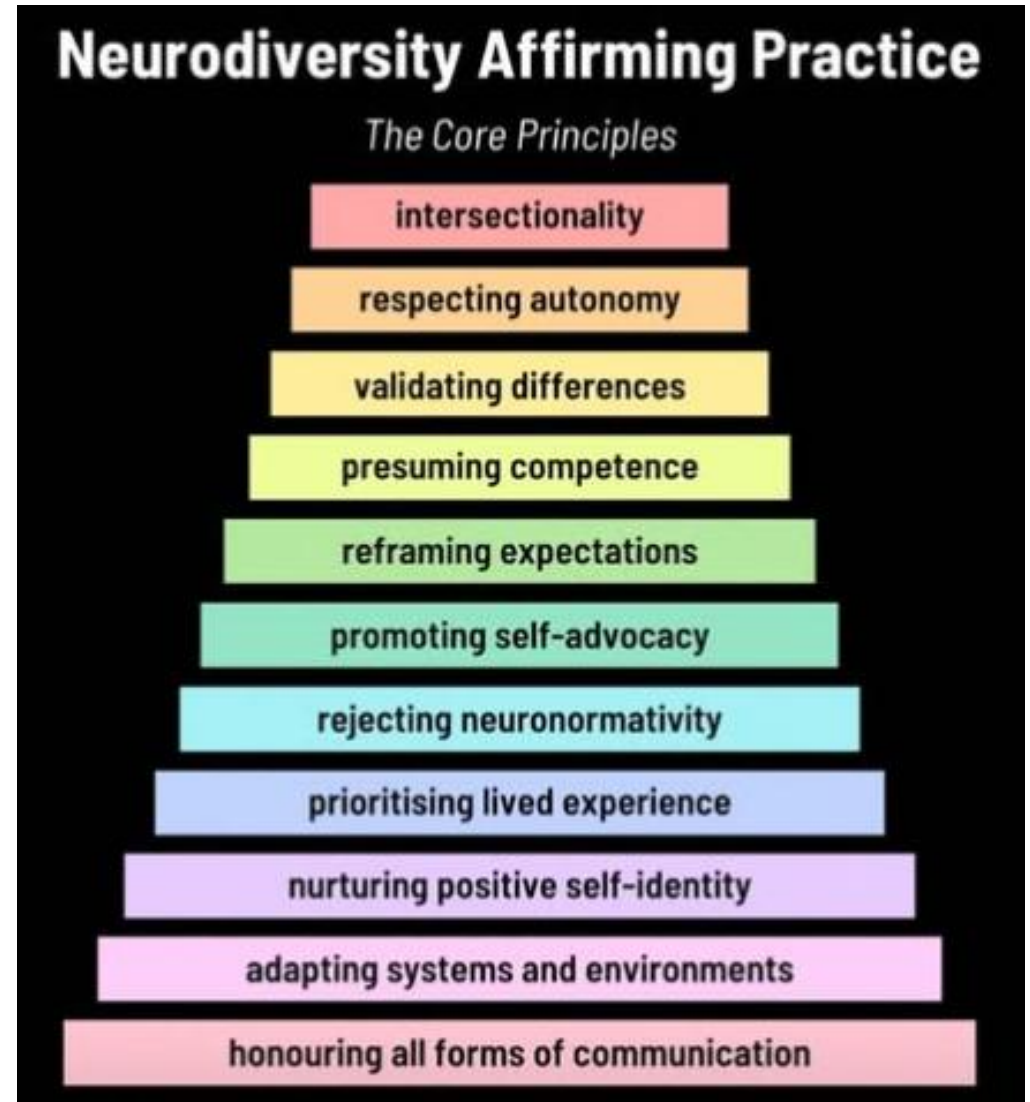 Neurodiversity Affirming Practice
The Core Principles
intersectionality
respecting autonomy
validating differences
presuming competence
reframing expectations
promoting self-advocacy
rejecting neuronormativity
prioritising lived experience
nurturing positive self-identity
adapting systems and environments
honouring all forms of communication